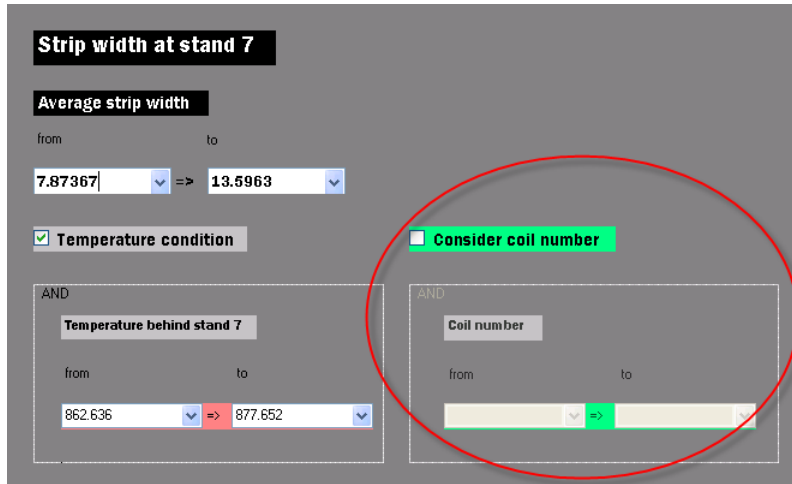 Strip width at stand 7
Average strip width
from to
7.87367 => 13.5963
Temperature condition
Consider coil number
AND
Temperature behind stand 7
from to
862.636 => 877.652
AND
Coil number
from to
=>